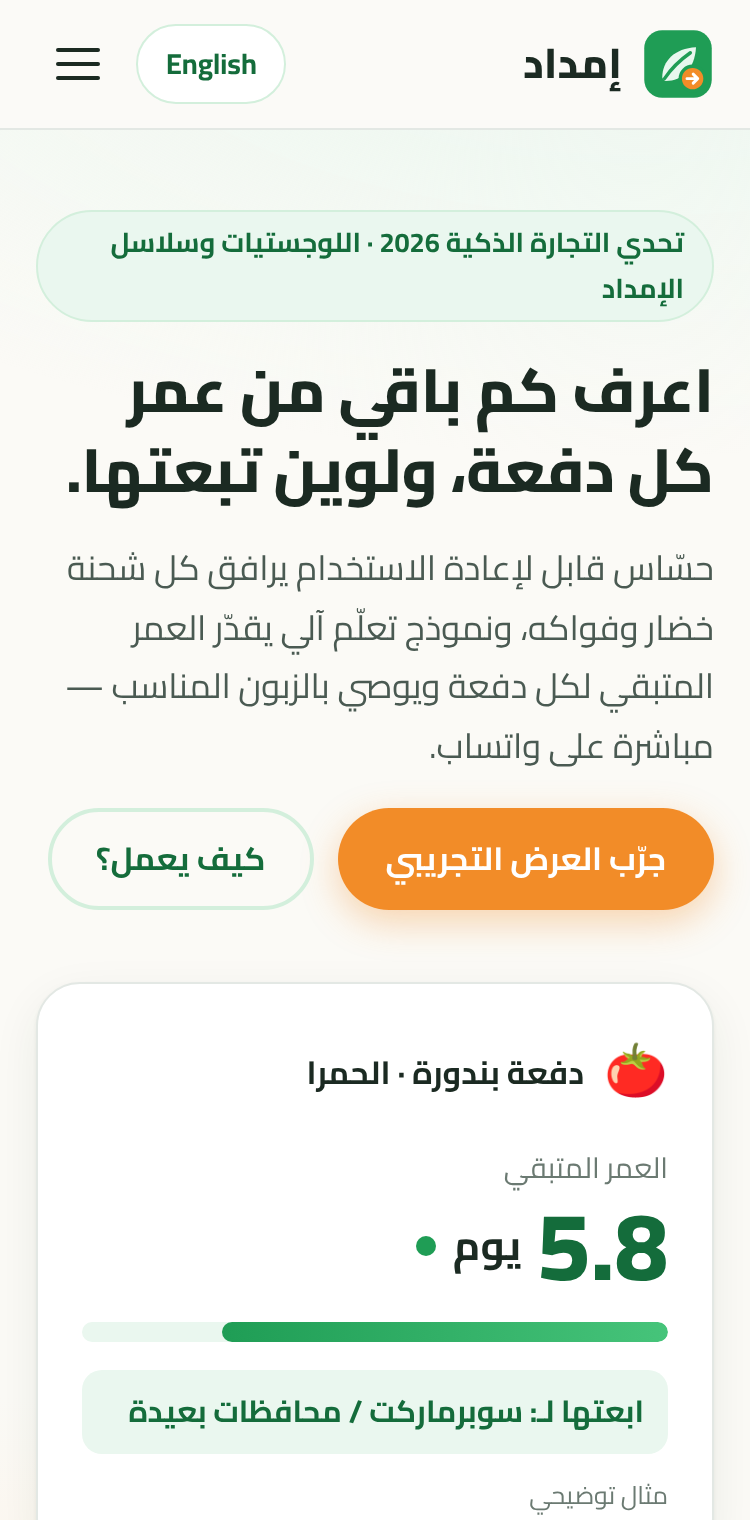 إمداد
English
تحدي التجارة الذكية 2026 · اللوجستيات وسلاسل
الإمداد
اعرف كم باقي من عمر
كل دفعة، ولوين تبعتها.
حسّاس قابل لإعادة الاستخدام يرافق كل شحنة
خضار وفواكه، ونموذج تعلّم آلي يقدّر العمر
المتبقي لكل دفعة ويوصي بالزبون المناسب —
مباشرة على واتساب.
جرّب العرض التجريبي
كيف يعمل؟
دفعة بندورة · الحمرا
العمر المتبقي
5.8 يوم
ابعتها لـ: سوبرماركت / محافظات بعيدة
مثال توضيحي